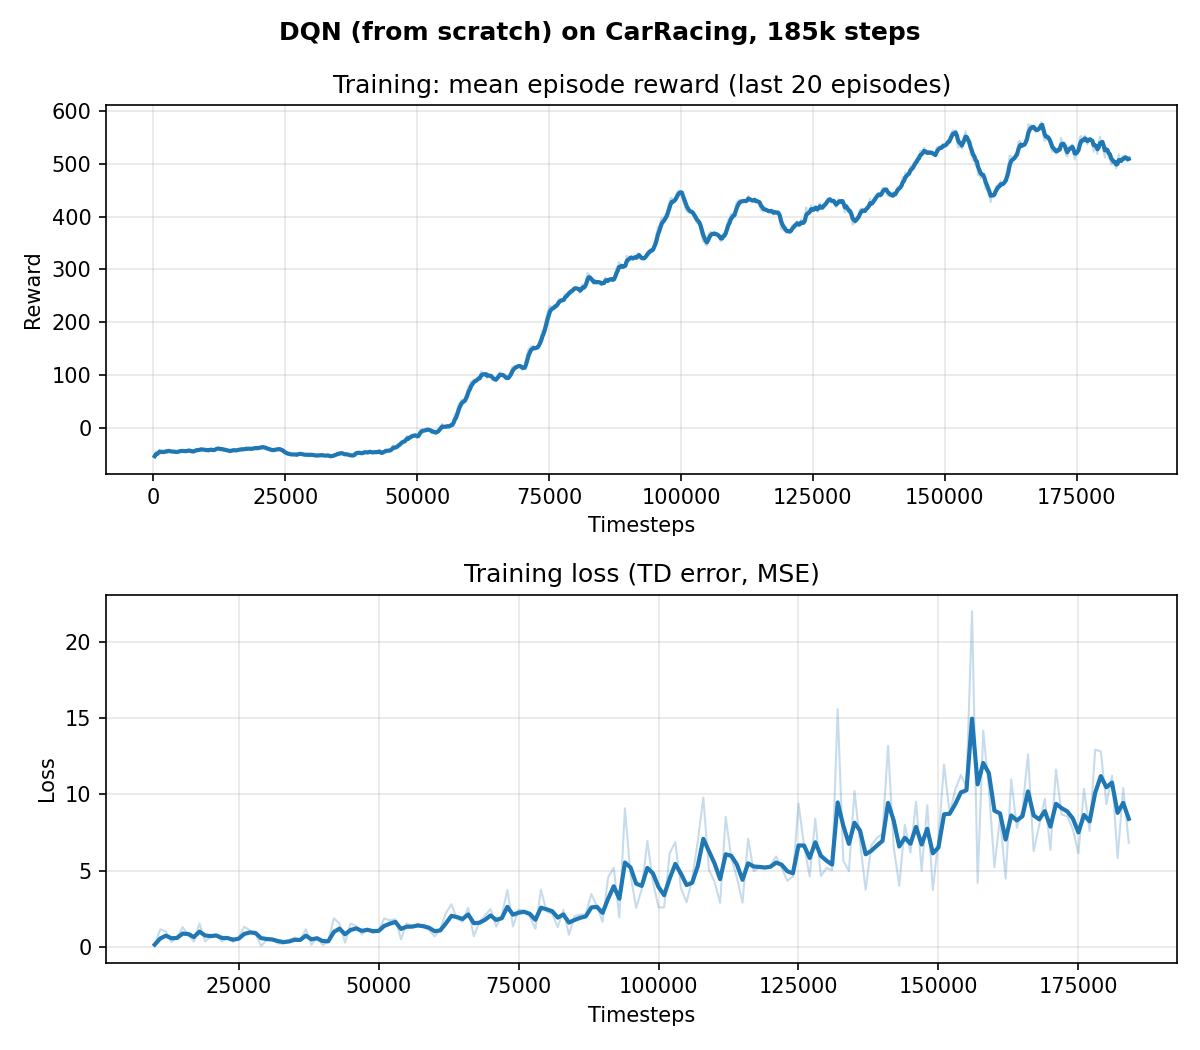 DQN (from scratch) on CarRacing, 185k steps
Training: mean episode reward (last 20 episodes)
600
500
400
300
200
100
0
Reward
0 25000 50000 75000 100000 125000 150000 175000
Timesteps
Training loss (TD error, MSE)
20
15
10
5
0
Loss
25000 50000 75000 100000 125000 150000 175000
Timesteps